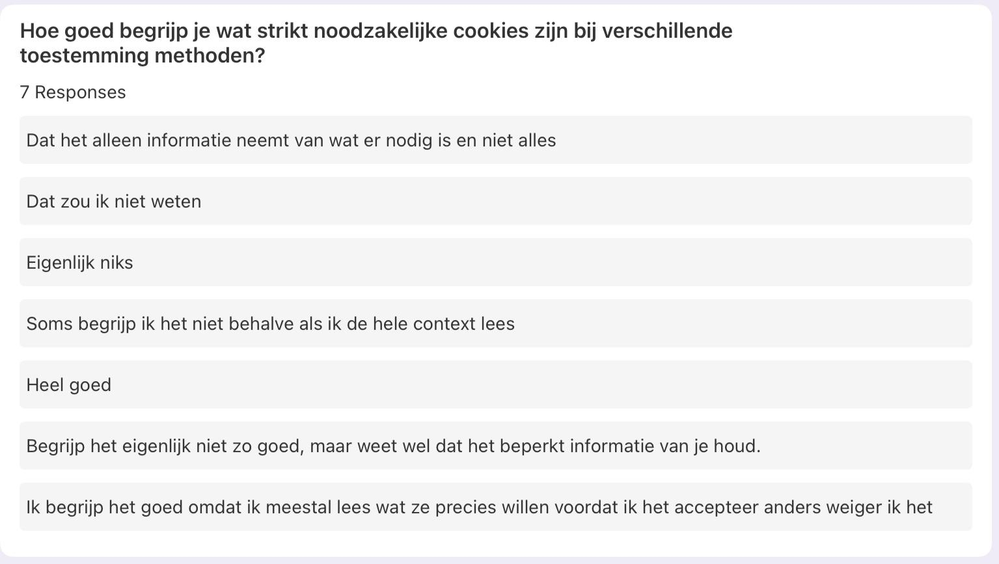 Hoe goed begrijp je wat strikt noodzakelijke cookies zijn bij verschillende
toestemming methoden?
7 Responses
Dat het alleen informatie neemt van wat er nodig is en niet alles
Dat zou ik niet weten
Eigenlijk niks
Soms begrijp ik het niet behalve als ik de hele context lees
Heel goed
Begrijp het eigenlijk niet zo goed, maar weet wel dat het beperkt informatie van je houd.
Ik begrijp het goed omdat ik meestal lees wat ze precies willen voordat ik het accepteer anders weiger ik het